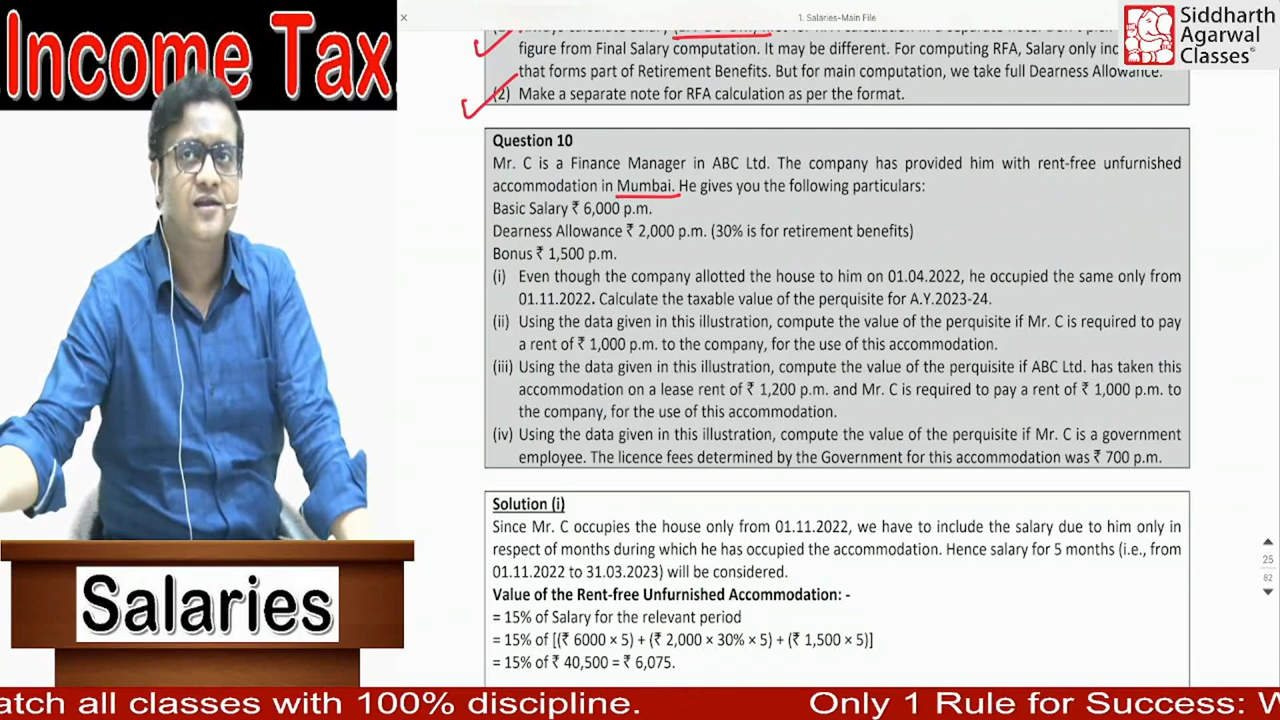 Income Tax
×
1. Salaries-Main File
Siddharth
Agarwal
Classes®
figure from Final Salary computation. It may be different. For computing RFA, Salary only inc
that forms part of Retirement Benefits. But for main computation, we take full Dearness Allowance.
(2) Make a separate note for RFA calculation as per the format.
Question 10
Mr. C is a Finance Manager in ABC Ltd. The company has provided him with rent-free unfurnished
accommodation in Mumbai. He gives you the following particulars:
Basic Salary ₹ 6,000 p.m.
Dearness Allowance ₹ 2,000 p.m. (30% is for retirement benefits)
Bonus ₹ 1,500 p.m.
(i) Even though the company allotted the house to him on 01.04.2022, he occupied the same only from
01.11.2022. Calculate the taxable value of the perquisite for A.Y.2023-24.
(ii) Using the data given in this illustration, compute the value of the perquisite if Mr. C is required to pay
a rent of ₹ 1,000 p.m. to the company, for the use of this accommodation.
(iii) Using the data given in this illustration, compute the value of the perquisite if ABC Ltd. has taken this
accommodation on a lease rent of ₹ 1,200 p.m. and Mr. C is required to pay a rent of ₹ 1,000 p.m. to
the company, for the use of this accommodation.
(iv) Using the data given in this illustration, compute the value of the perquisite if Mr. C is a government
employee. The licence fees determined by the Government for this accommodation was ₹ 700 p.m.
Solution (i)
Since Mr. C occupies the house only from 01.11.2022, we have to include the salary due to him only in
respect of months during which he has occupied the accommodation. Hence salary for 5 months (i.e., from
01.11.2022 to 31.03.2023) will be considered.
Value of the Rent-free Unfurnished Accommodation: -
= 15% of Salary for the relevant period
= 15% of [(₹ 6000 × 5) + (₹ 2,000 × 30% × 5) + (₹ 1,500 × 5)]
= 15% of ₹ 40,500 = ₹ 6,075.
25
82
Salaries
atch all classes with 100% discipline.
Only 1 Rule for Success: W